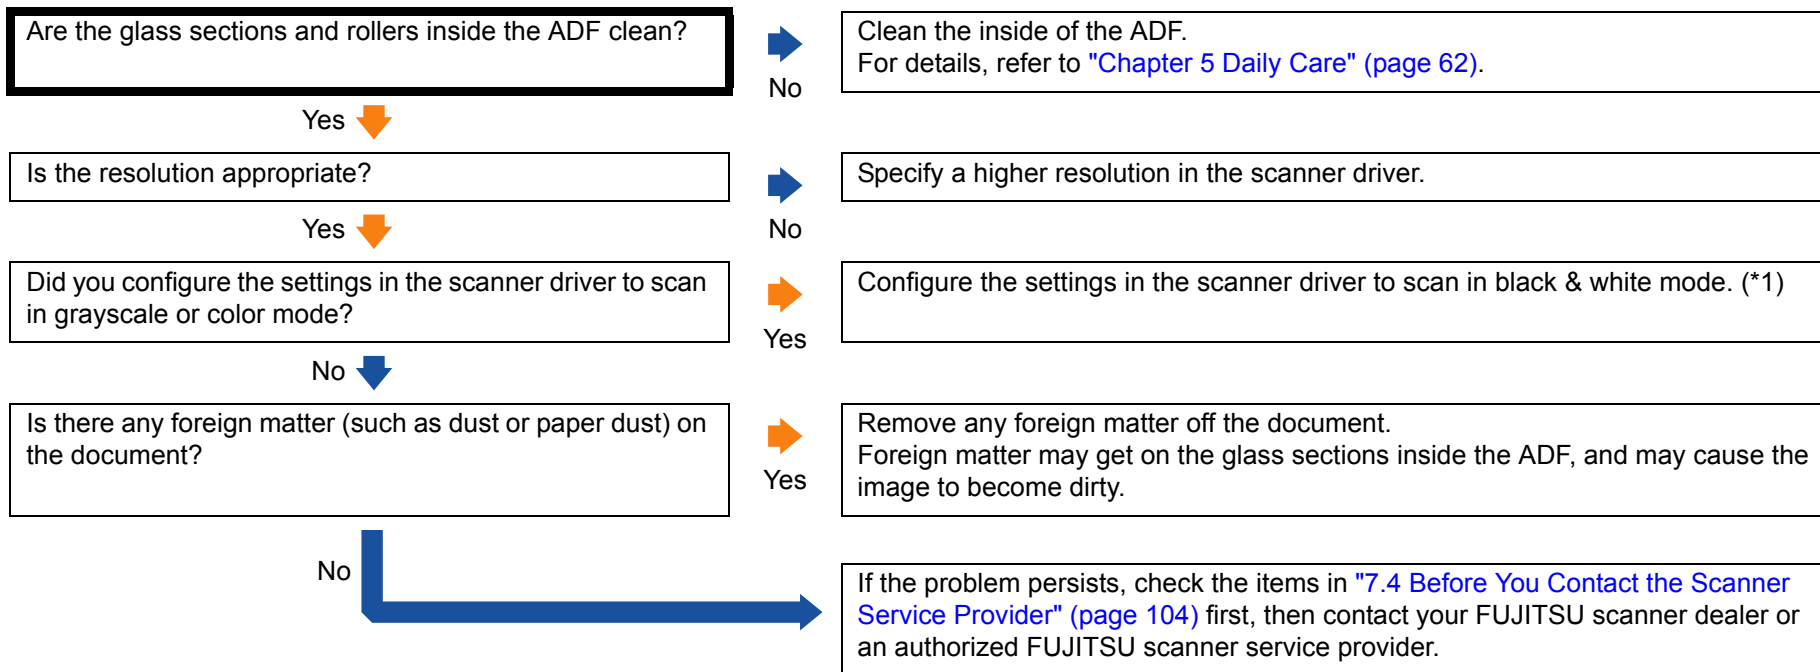 Are the glass sections and rollers inside the ADF clean?
No
Clean the inside of the ADF.
For details, refer to "Chapter 5 Daily Care" (page 62).
Yes
Is the resolution appropriate?
No
Specify a higher resolution in the scanner driver.
Yes
Did you configure the settings in the scanner driver to scan
in grayscale or color mode?
Yes
Configure the settings in the scanner driver to scan in black & white mode. (*1)
No
Is there any foreign matter (such as dust or paper dust) on
the document?
Yes
Remove any foreign matter off the document.
Foreign matter may get on the glass sections inside the ADF, and may cause the
image to become dirty.
No
If the problem persists, check the items in "7.4 Before You Contact the Scanner
Service Provider" (page 104) first, then contact your FUJITSU scanner dealer or
an authorized FUJITSU scanner service provider.